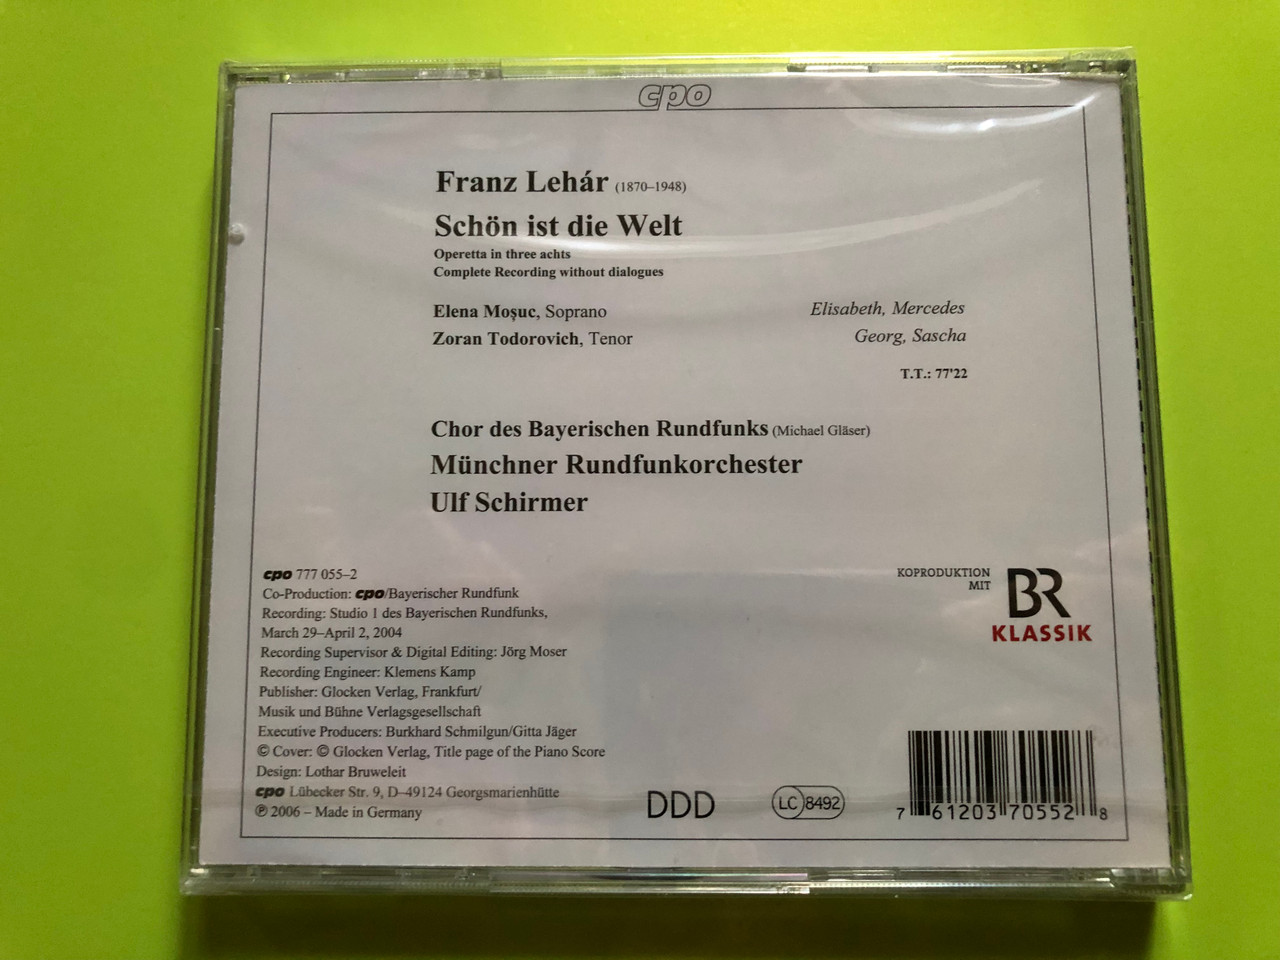 cpo
Franz Lehár (1870–1948)
Schön ist die Welt
Operetta in three achts
Complete Recording without dialogues
Elena Moşuc, Soprano Elisabeth, Mercedes
Zoran Todorovich, Tenor Georg, Sascha
T.T.: 77'22
Chor des Bayerischen Rundfunks (Michael Gläser)
Münchner Rundfunkorchester
Ulf Schirmer
cpo 777 055–2
Co-Production: cpo/Bayerischer Rundfunk
Recording: Studio 1 des Bayerischen Rundfunks,
March 29–April 2, 2004
Recording Supervisor & Digital Editing: Jörg Moser
Recording Engineer: Klemens Kamp
Publisher: Glocken Verlag, Frankfurt/
Musik und Bühne Verlagsgesellschaft
Executive Producers: Burkhard Schmilgun/Gitta Jäger
© Cover: © Glocken Verlag, Title page of the Piano Score
Design: Lothar Bruweleit
cpo Lübecker Str. 9, D–49124 Georgsmarienhütte
℗ 2006 – Made in Germany
KOPRODUKTION
MIT
BR
KLASSIK
DDD
LC 8492
7 61203 70552 8